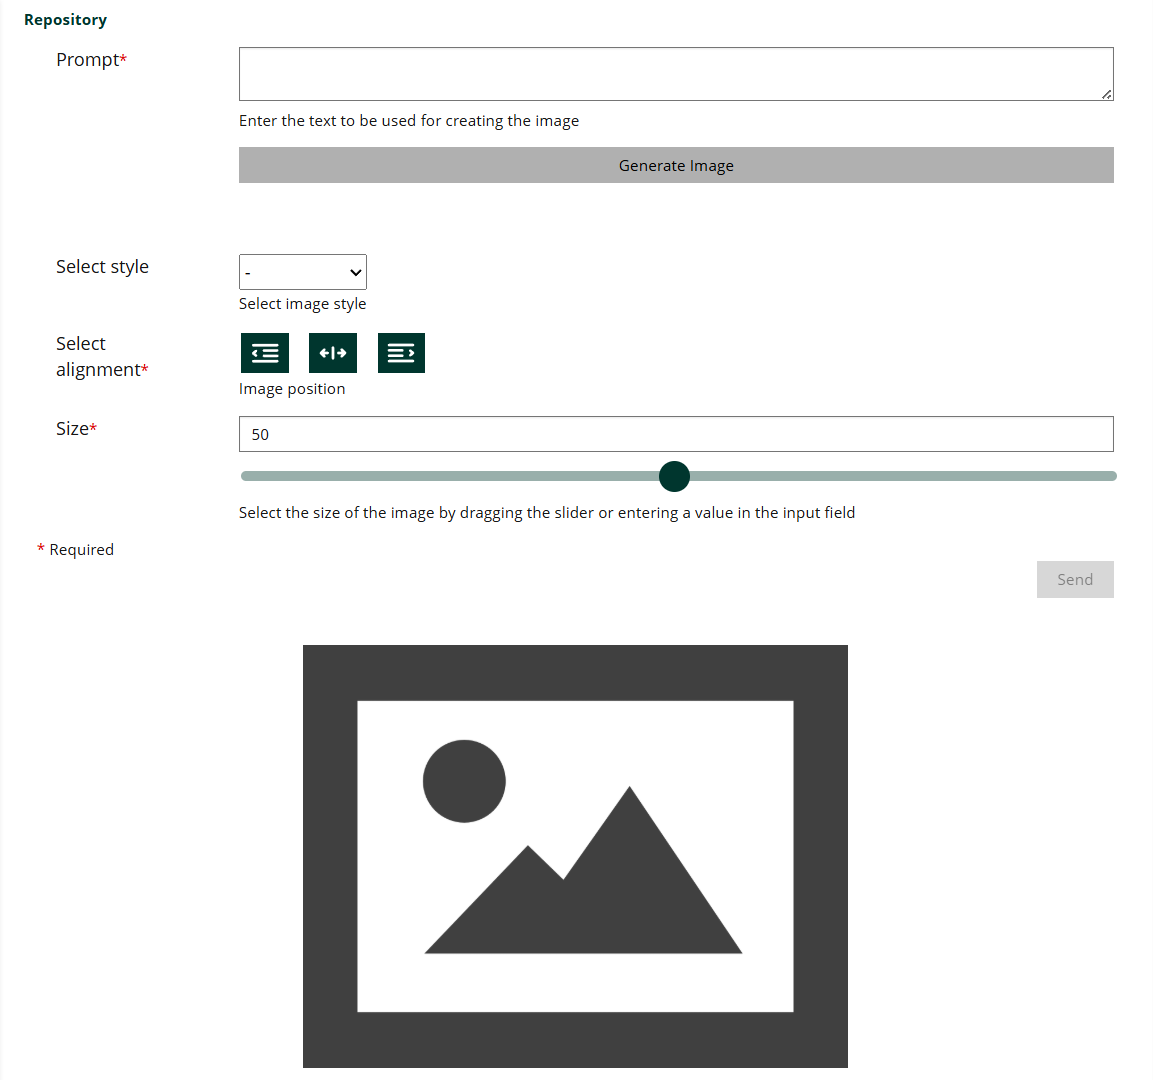 Repository
Prompt*
Enter the text to be used for creating the image
Generate Image
Select style
-
Select image style
Select
alignment*
Image position
Size*
50
Select the size of the image by dragging the slider or entering a value in the input field
* Required
Send